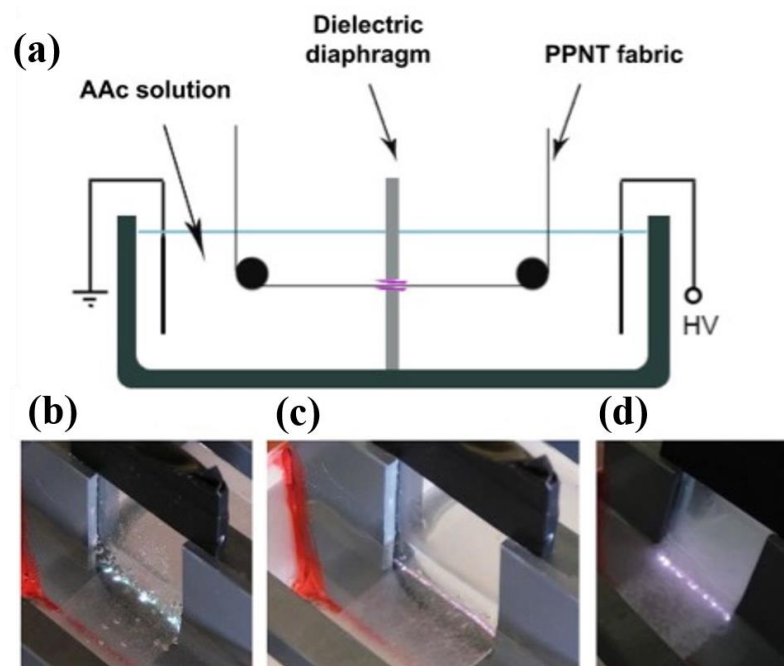 (a)
Dielectric
diaphragm
PPNT fabric
AAc solution
HV
(b)
(c)
(d)